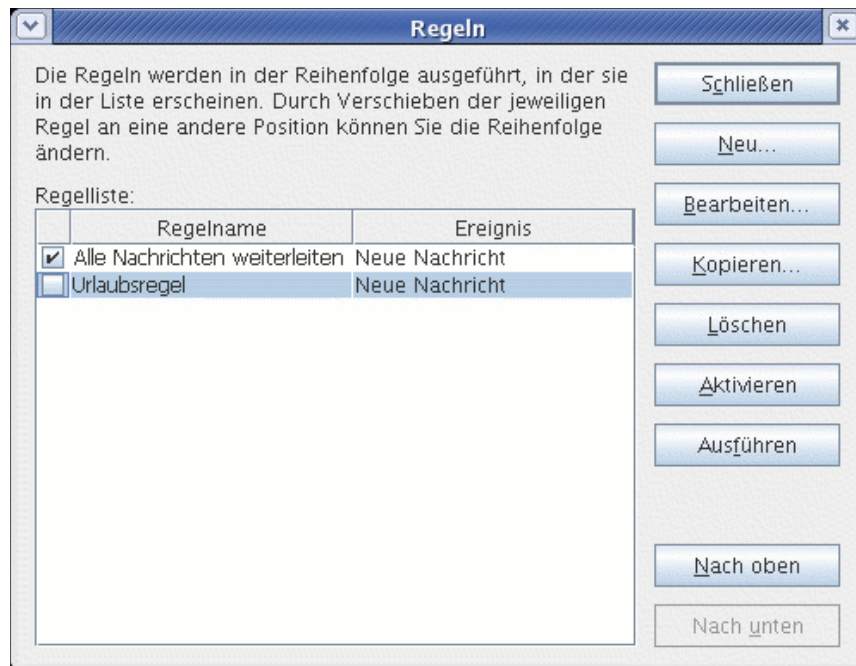 Regeln
Die Regeln werden in der Reihenfolge ausgeführt, in der sie
in der Liste erscheinen. Durch Verschieben der jeweiligen
Regel an eine andere Position können Sie die Reihenfolge
ändern.
Regelliste:
Regelname Ereignis
Alle Nachrichten weiterleiten Neue Nachricht
Urlaubsregel Neue Nachricht
Schließen
Neu...
Bearbeiten...
Kopieren...
Löschen
Aktivieren
Ausführen
Nach oben
Nach unten